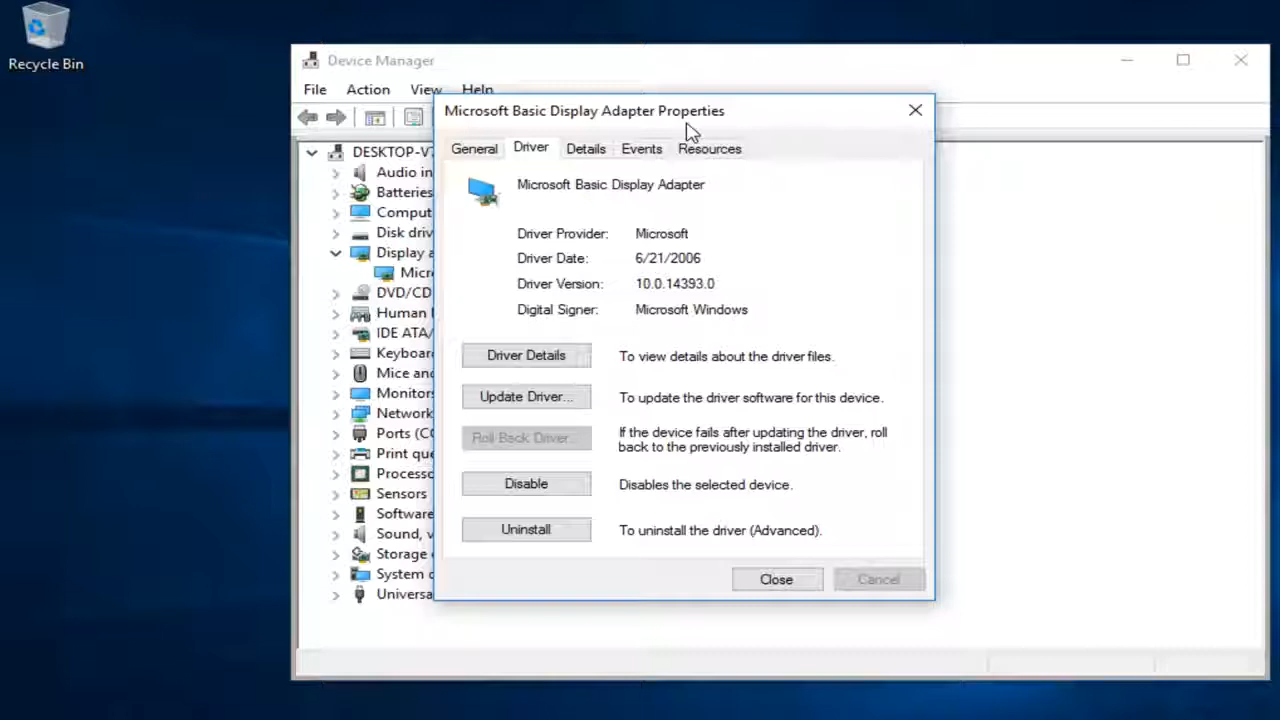 Recycle Bin
Device Manager
File Action View Help
Microsoft Basic Display Adapter Properties
General Driver Details Events Resources
Microsoft Basic Display Adapter
Driver Provider: Microsoft
Driver Date: 6/21/2006
Driver Version: 10.0.14393.0
Digital Signer: Microsoft Windows
Driver Details To view details about the driver files.
Update Driver... To update the driver software for this device.
Roll Back Driver... If the device fails after updating the driver, roll
back to the previously installed driver.
Disable Disables the selected device.
Uninstall To uninstall the driver (Advanced).
Close Cancel
DESKTOP-V
Audio in
Batteries
Comput
Disk driv
Display a
Micro
DVD/CD
Human
IDE ATA/
Keyboar
Mice and
Monitors
Network
Ports (CO
Print que
Processo
Sensors
Software
Sound, v
Storage
System d
Universa